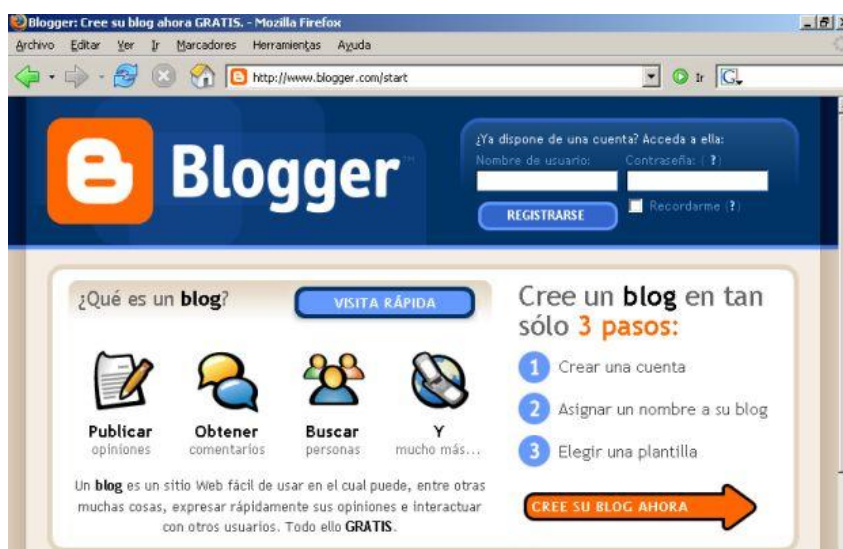 Blogger: Cree su blog ahora GRATIS. - Mozilla Firefox
Archivo Editar Ver Ir Marcadores Herramientas Ayuda
http://www.blogger.com/start
Ir
G
Blogger™
¿Ya dispone de una cuenta? Acceda a ella:
Nombre de usuario: Contraseña: ( ? )
REGISTRARSE
Recordarme (?)
¿Qué es un blog?
VISITA RÁPIDA
Publicar
opiniones
Obtener
comentarios
Buscar
personas
Y
mucho más...
Un blog es un sitio Web fácil de usar en el cual puede, entre otras
muchas cosas, expresar rápidamente sus opiniones e interactuar
con otros usuarios. Todo ello GRATIS.
Cree un blog en tan
sólo 3 pasos:
1 Crear una cuenta
2 Asignar un nombre a su blog
3 Elegir una plantilla
CREE SU BLOG AHORA